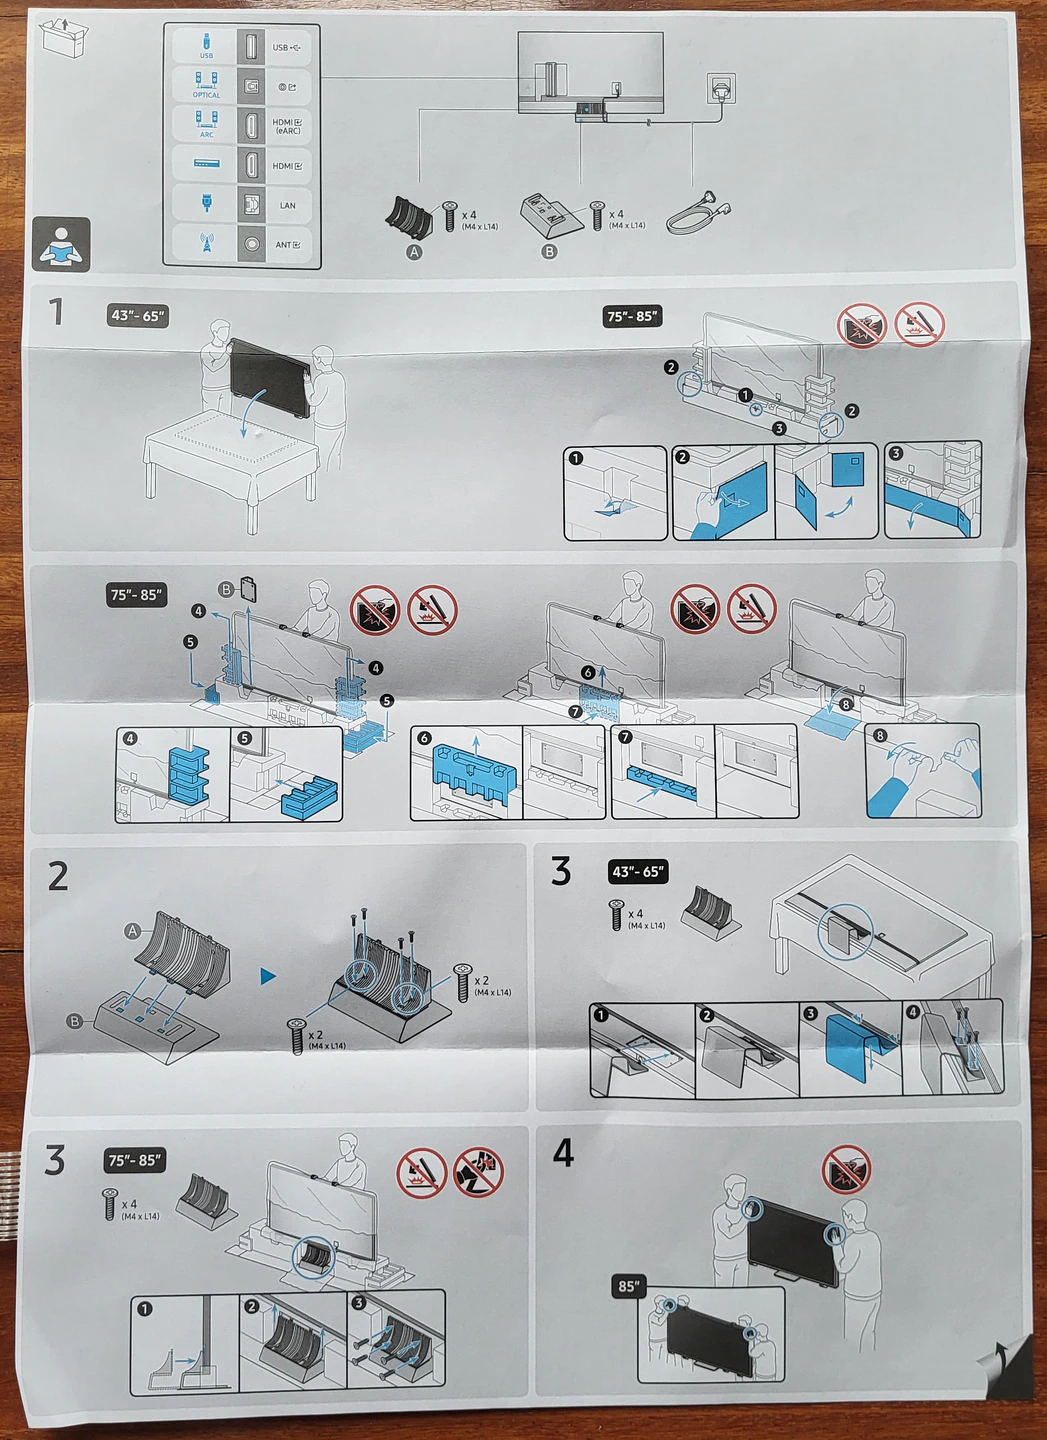 USB
USB
OPTICAL
ARC
HDMI
(eARC)
HDMI
LAN
ANT
x 4
(M4 x L14)
x 4
(M4 x L14)
A
B
1
43"- 65"
75"- 85"
2
1
2
3
1
2
3
75"- 85"
B
4
5
4
5
6
7
8
4
5
6
7
8
2
A
B
x 2
(M4 x L14)
x 2
(M4 x L14)
3
43"- 65"
x 4
(M4 x L14)
1
2
3
4
3
75"- 85"
x 4
(M4 x L14)
1
2
3
4
85"